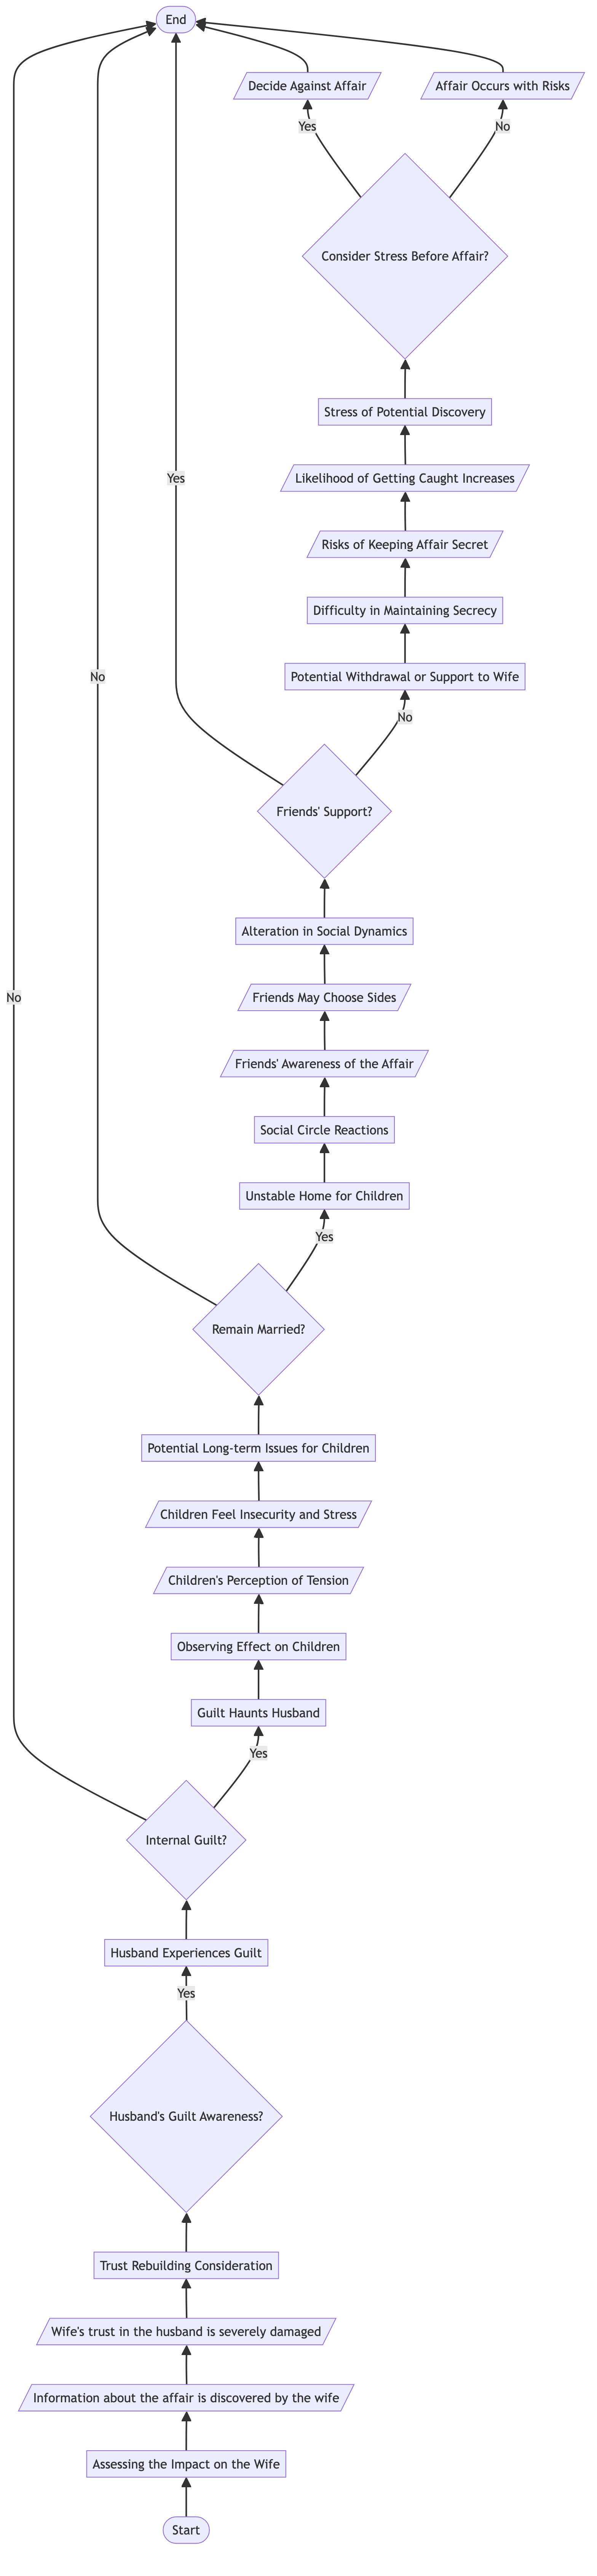 End
Decide Against Affair
Affair Occurs with Risks
Yes
No
Consider Stress Before Affair?
Stress of Potential Discovery
Likelihood of Getting Caught Increases
Yes
Risks of Keeping Affair Secret
Difficulty in Maintaining Secrecy
No
Potential Withdrawal or Support to Wife
No
Friends' Support?
Alteration in Social Dynamics
No
Friends May Choose Sides
Friends' Awareness of the Affair
Social Circle Reactions
Unstable Home for Children
Yes
Remain Married?
Potential Long-term Issues for Children
Children Feel Insecurity and Stress
Children's Perception of Tension
Observing Effect on Children
Guilt Haunts Husband
Yes
Internal Guilt?
Husband Experiences Guilt
Yes
Husband's Guilt Awareness?
Trust Rebuilding Consideration
Wife's trust in the husband is severely damaged
Information about the affair is discovered by the wife
Assessing the Impact on the Wife
Start